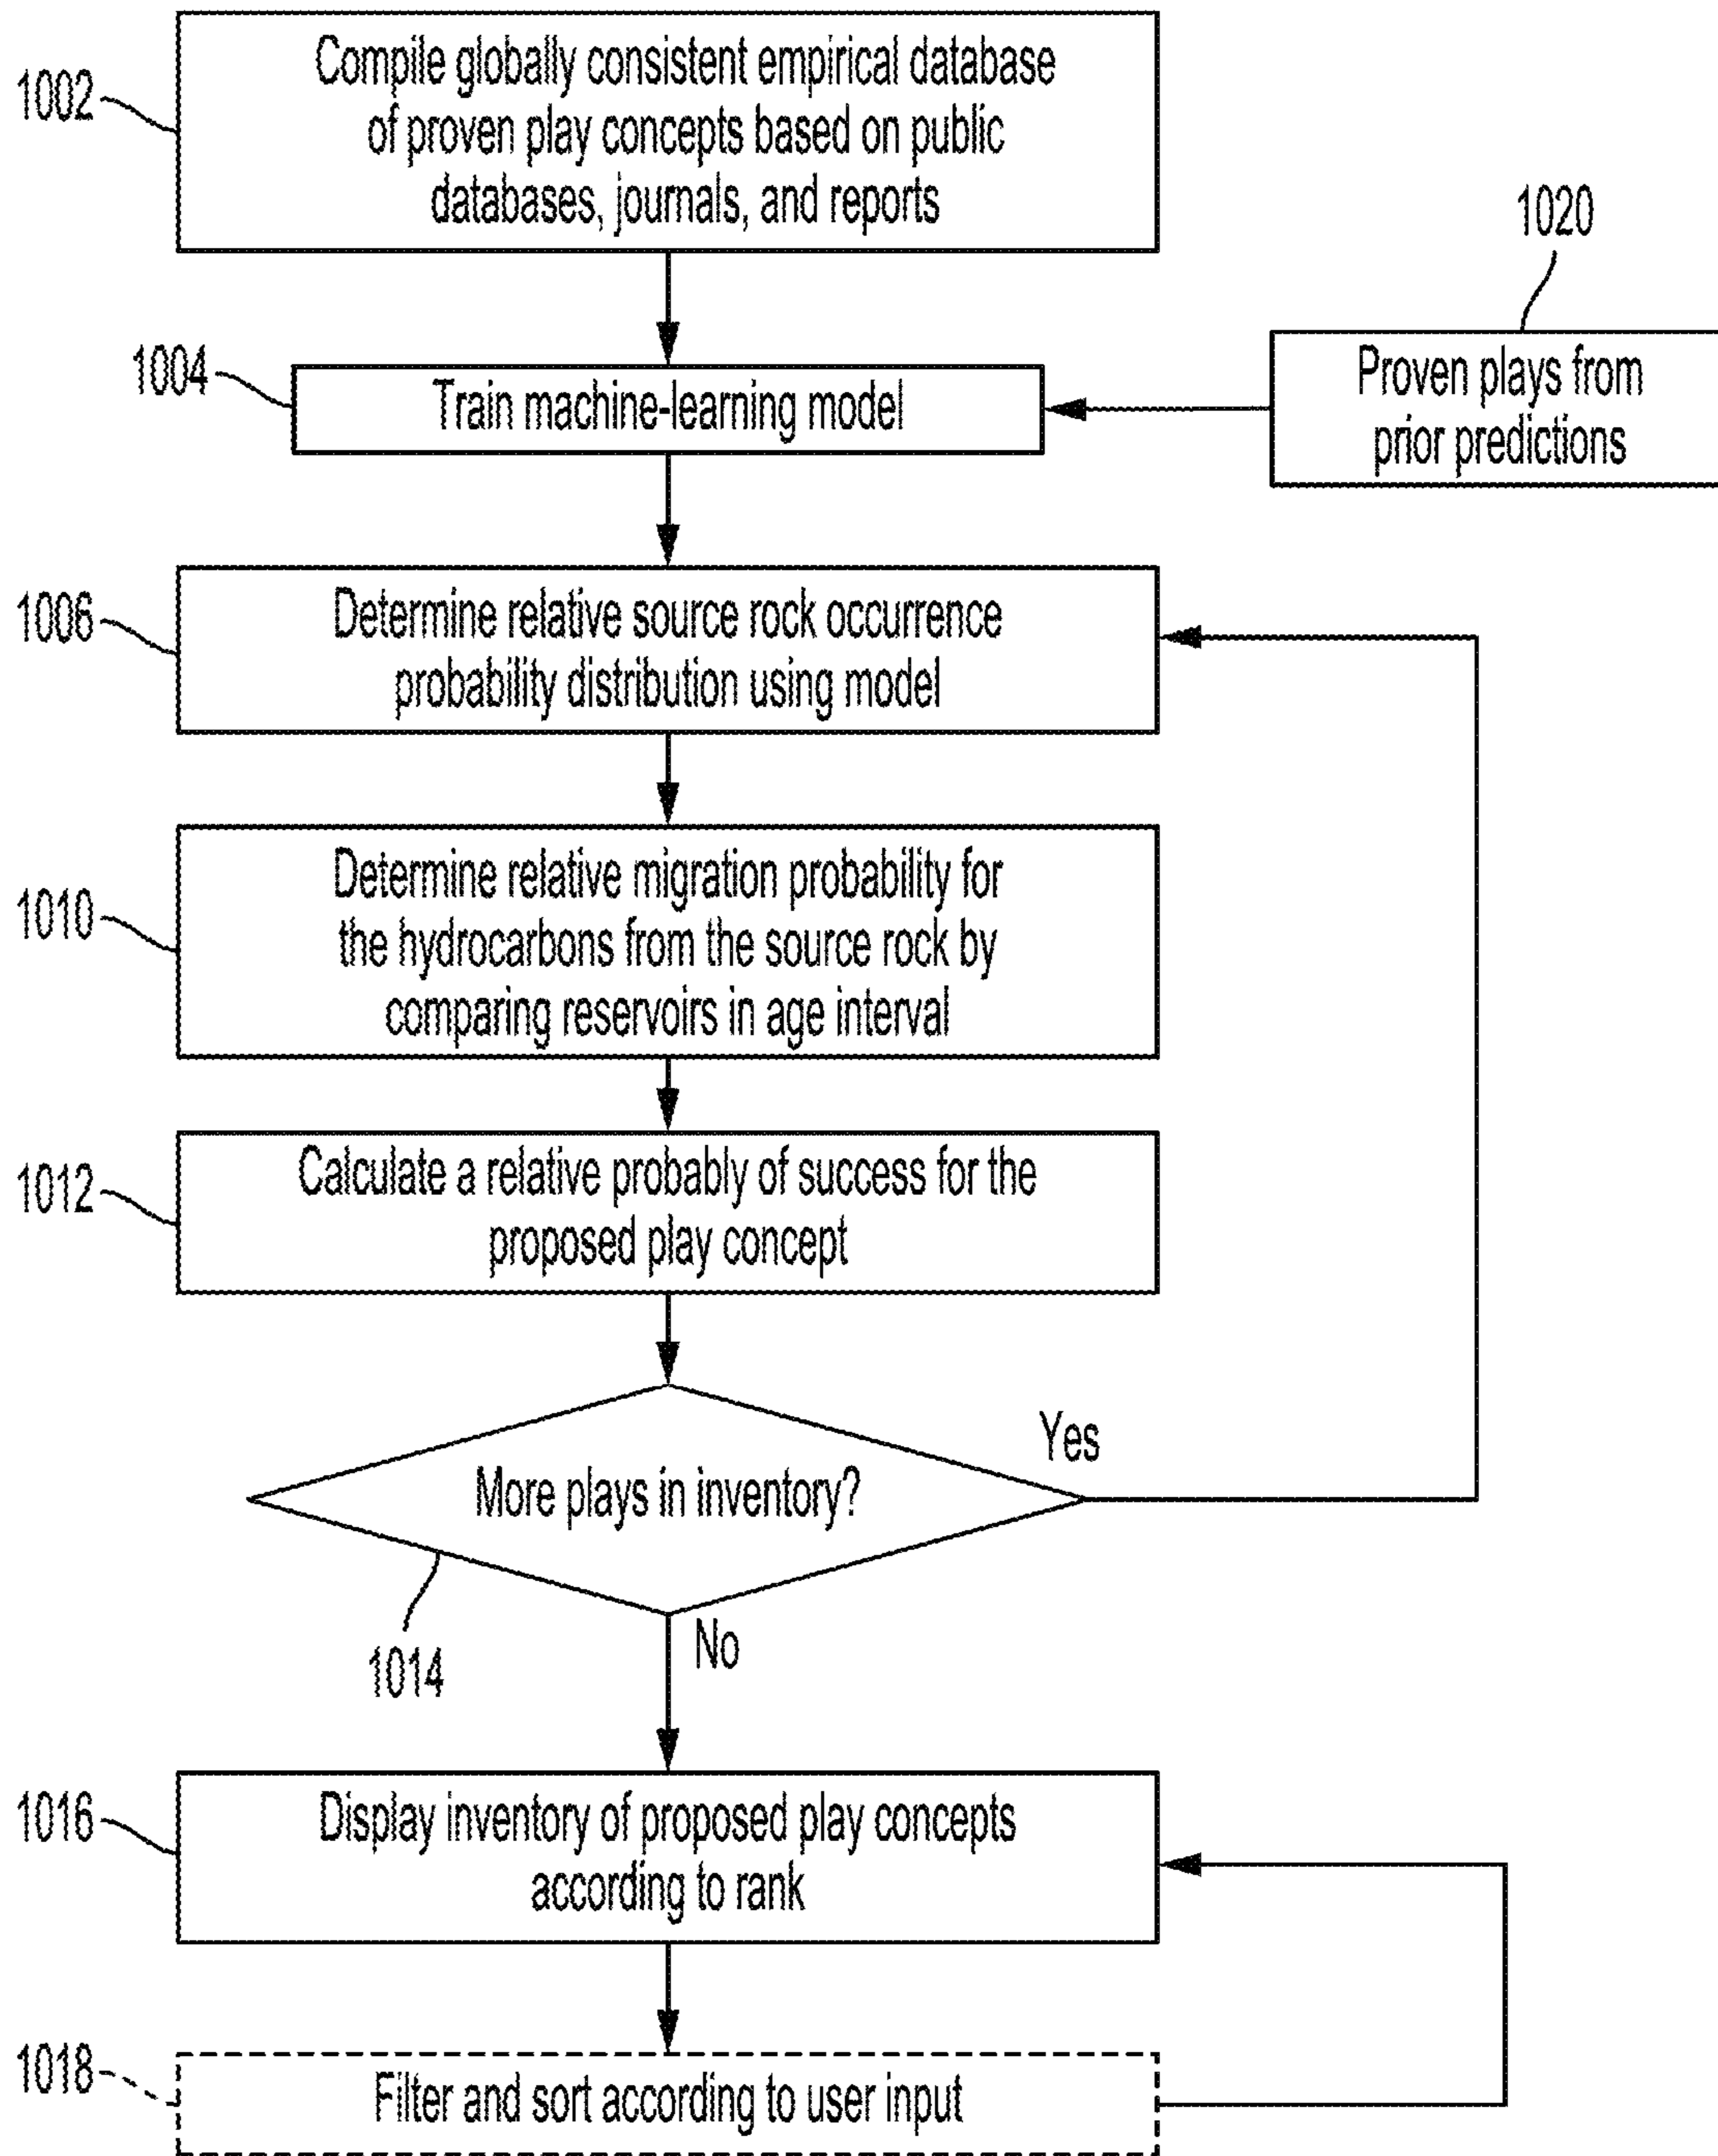 1002
Compile globally consistent empirical database
of proven play concepts based on public
databases, journals, and reports
1020
Proven plays from
prior predictions
1004
Train machine-learning model
1006
Determine relative source rock occurrence
probability distribution using model
1010
Determine relative migration probability for
the hydrocarbons from the source rock by
comparing reservoirs in age interval
1012
Calculate a relative probably of success for the
proposed play concept
More plays in inventory?
Yes
1014
No
1016
Display inventory of proposed play concepts
according to rank
1018
Filter and sort according to user input